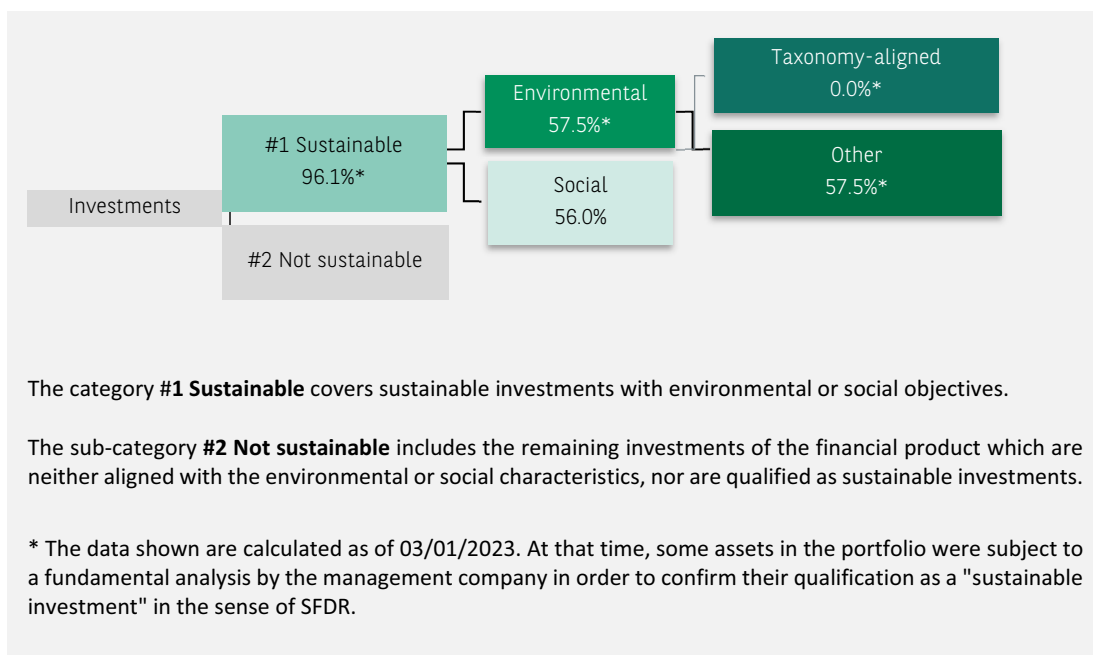 Taxonomy-aligned
0.0%*
Environmental
57.5%*
#1 Sustainable
96.1%*
Other
57.5%*
Social
56.0%
Investments
#2 Not sustainable
The category #1 Sustainable covers sustainable investments with environmental or social objectives.
The sub-category #2 Not sustainable includes the remaining investments of the financial product which are
neither aligned with the environmental or social characteristics, nor are qualified as sustainable investments.
* The data shown are calculated as of 03/01/2023. At that time, some assets in the portfolio were subject to
a fundamental analysis by the management company in order to confirm their qualification as a "sustainable
investment" in the sense of SFDR.